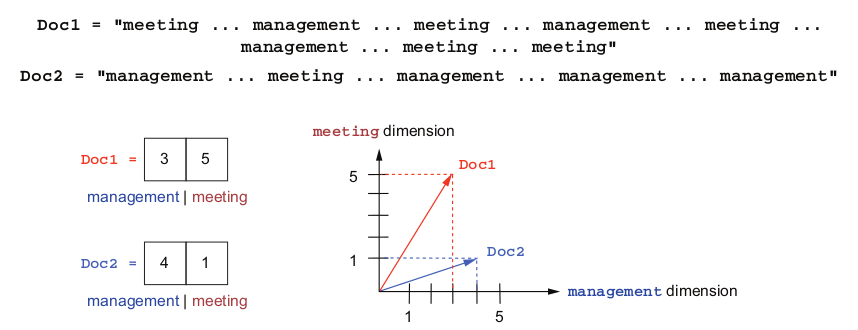 Doc1 = "meeting ... management ... meeting ... management ... meeting ...
management ... meeting ... meeting"
Doc2 = "management ... meeting ... management ... management ... management"
meeting dimension
Doc1 = 3 5
management | meeting
Doc1
5
Doc2 = 4 1
management | meeting
Doc2
1
management dimension
1 5